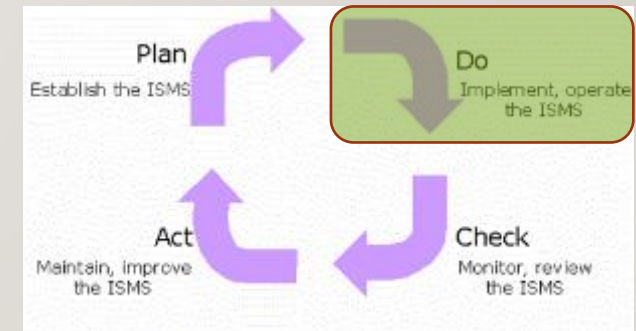 Plan
Establish the ISMS
Do
Implement, operate
the ISMS
Act
Maintain, improve
the ISMS
Check
Monitor, review
the ISMS